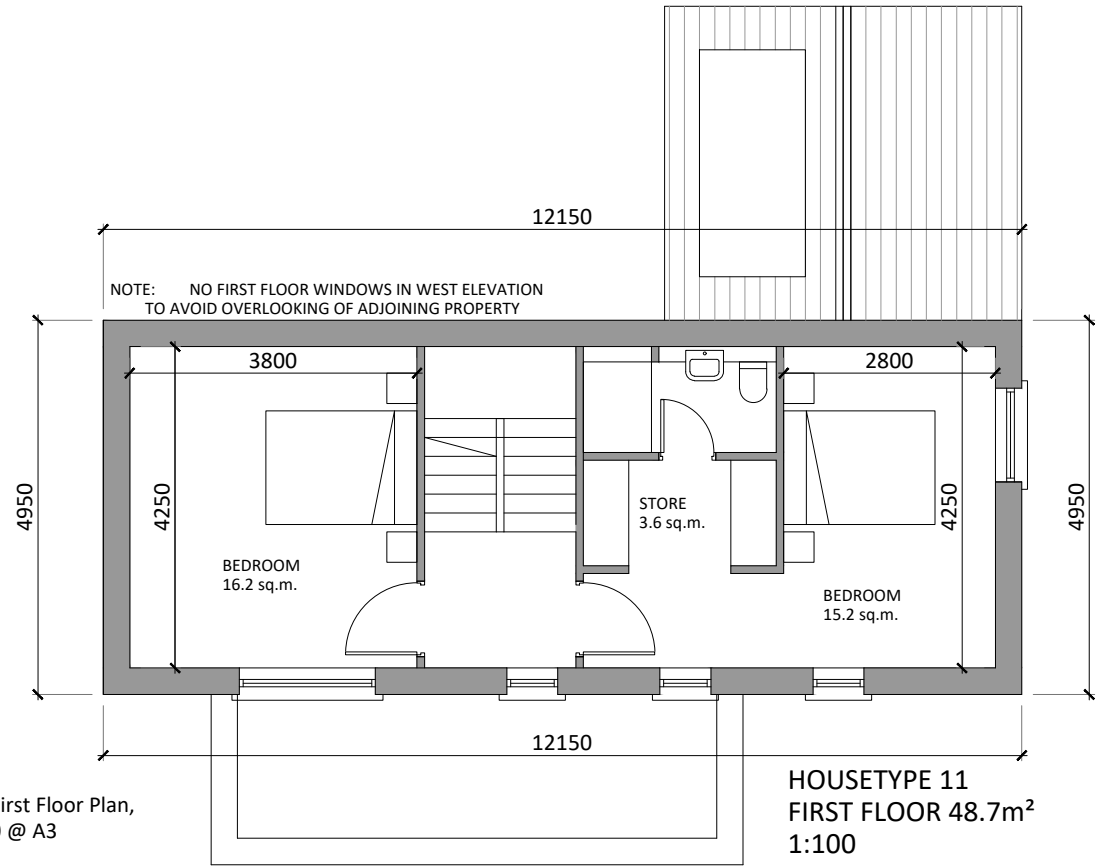 12150
NOTE: NO FIRST FLOOR WINDOWS IN WEST ELEVATION
TO AVOID OVERLOOKING OF ADJOINING PROPERTY
3800
2800
4950
4250
STORE
3.6 sq.m.
4250
4950
BEDROOM
16.2 sq.m.
BEDROOM
15.2 sq.m.
12150
HOUSETYPE 11
FIRST FLOOR 48.7m²
1:100
Floor Plan,
@ A3